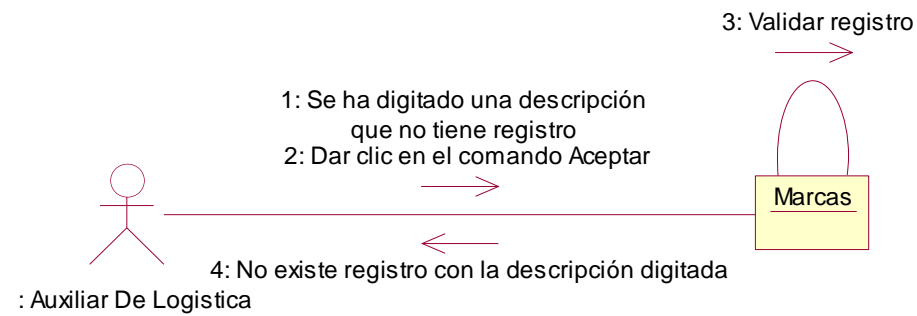 3: Validar registro
1: Se ha digitado una descripción
que no tiene registro
2: Dar clic en el comando Aceptar
Marcas
4: No existe registro con la descripción digitada
: Auxiliar De Logistica